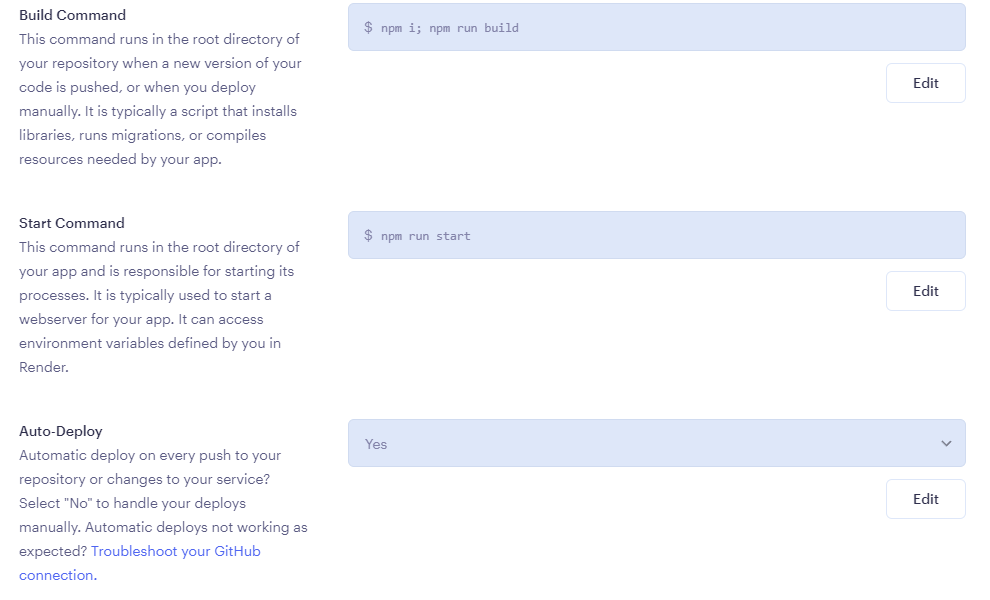 Build Command
This command runs in the root directory of
your repository when a new version of your
code is pushed, or when you deploy
manually. It is typically a script that installs
libraries, runs migrations, or compiles
resources needed by your app.
$ npm i; npm run build
Edit
Start Command
This command runs in the root directory of
your app and is responsible for starting its
processes. It is typically used to start a
webserver for your app. It can access
environment variables defined by you in
Render.
$ npm run start
Edit
Auto-Deploy
Automatic deploy on every push to your
repository or changes to your service?
Select "No" to handle your deploys
manually. Automatic deploys not working as
expected? Troubleshoot your GitHub
connection.
Yes
Edit